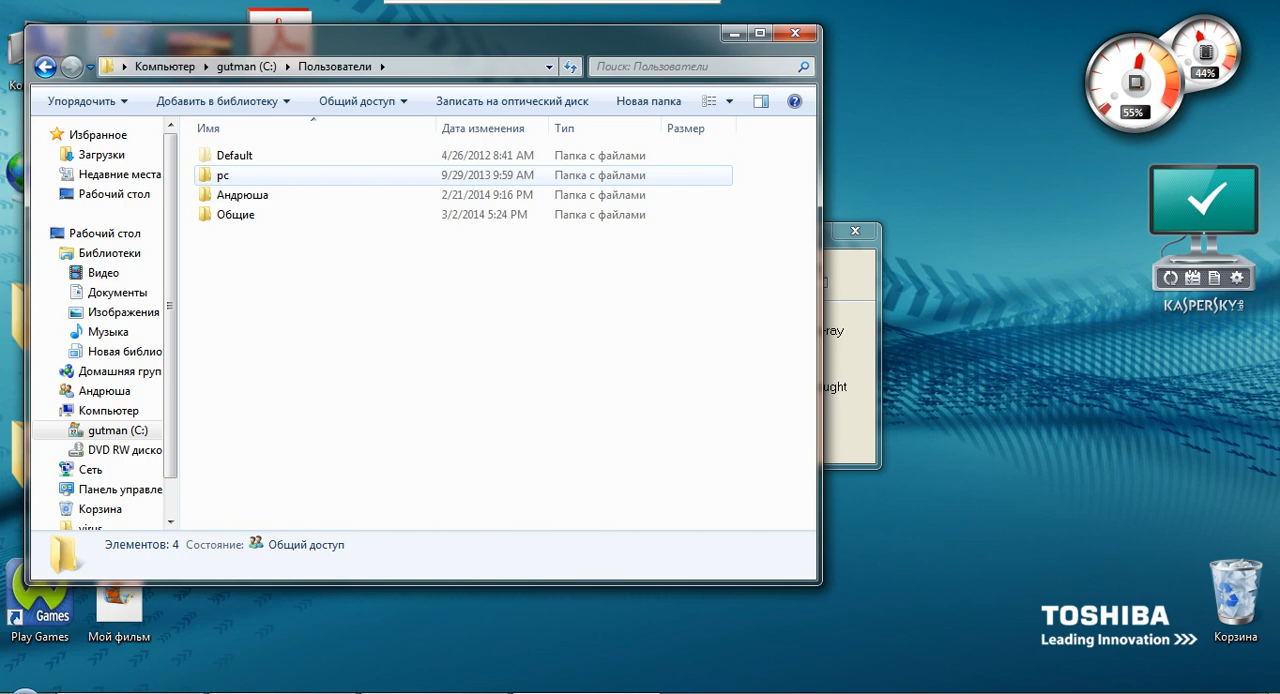 Компьютер gutman (C:) Пользователи
Поиск: Пользователи
Упорядочить Добавить в библиотеку Общий доступ Записать на оптический диск Новая папка
Избранное
Загрузки
Недавние места
Рабочий стол
Рабочий стол
Библиотеки
Видео
Документы
Изображения
Музыка
Новая библио
Домашняя груп
Андрюша
Компьютер
gutman (C:)
DVD RW диско
Сеть
Панель управле
Корзина
virus
Имя Дата изменения Тип Размер
Default 4/26/2012 8:41 AM Папка с файлами
pc 9/29/2013 9:59 AM Папка с файлами
Андрюша 2/21/2014 9:16 PM Папка с файлами
Общие 3/2/2014 5:24 PM Папка с файлами
Элементов: 4 Состояние: Общий доступ
ray
ught
44%
55%
KASPERSKY lab
Games
Play Games
Мой фильм
TOSHIBA
Leading Innovation >>>
Корзина